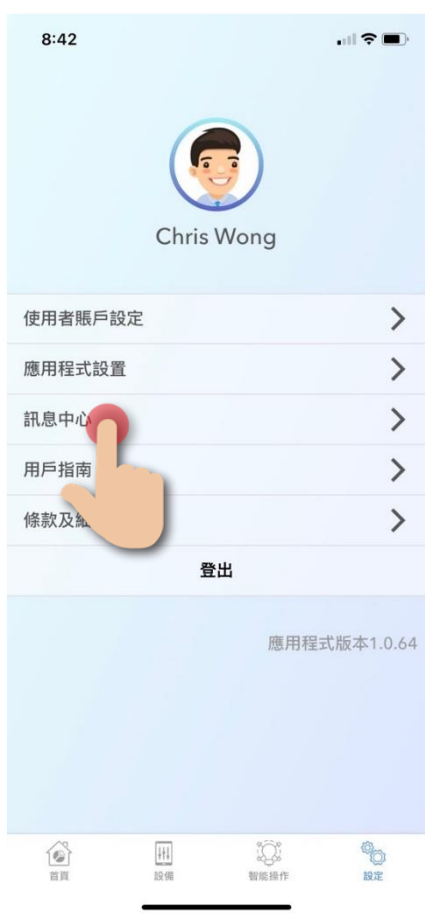 8:42
Chris Wong
使用者賬戶設定
應用程式設置
訊息中心
用戶指南
條款及
登出
應用程式版本1.0.64
首頁 設備 智能操作 設定